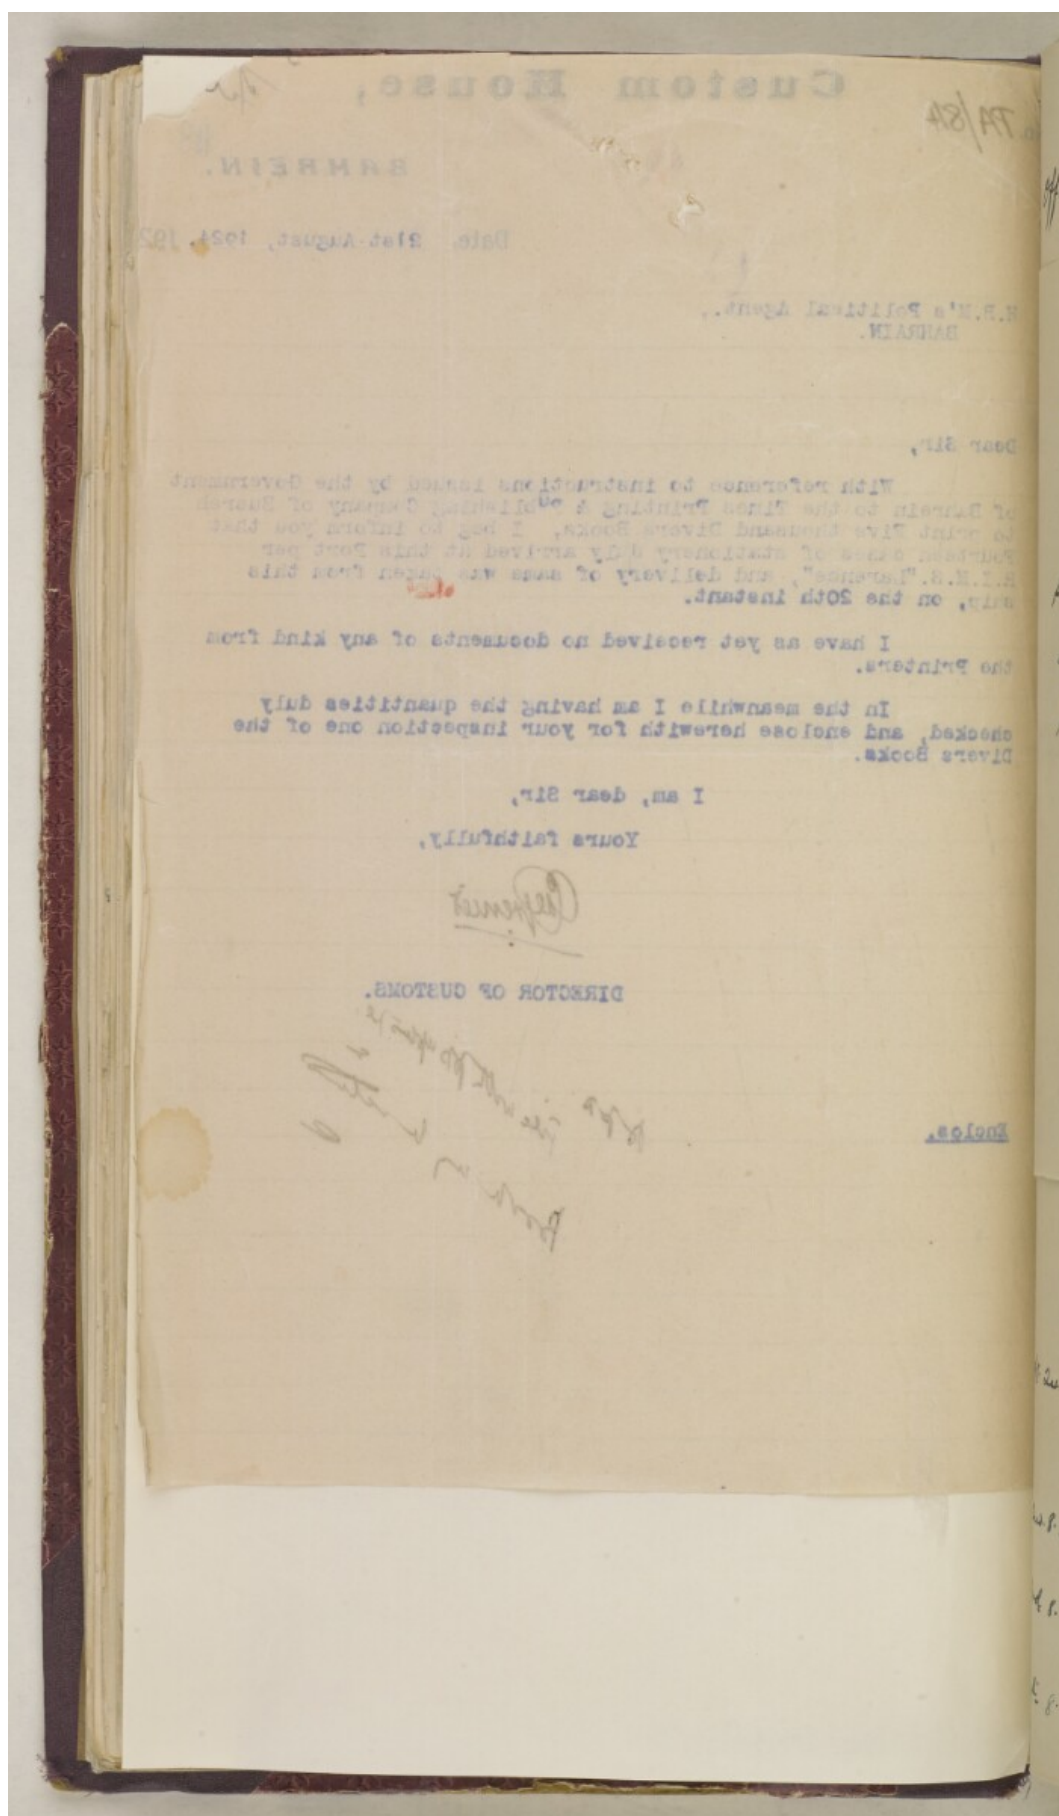 No. PA/8A
Custom House,
BAHREIN.
Date, 21st August, 1924. 192
H.B.M's Political Agent.,
BAHRAIN.
Dear Sir,
With reference to instructions issued by the Government
of Bahrein to the Times Printing & Publishing Company of Busreh
to print Five thousand Divers Books, I beg to inform you that
Fourteen cases of stationery duly arrived at this Port per
R.I.M.S."Larence", and delivery of same was taken from this
ship, on the 20th instant.
I have as yet received no documents of any kind from
the Printers.
In the meanwhile I am having the quantities duly
checked, and enclose herewith for your inspection one of the
Divers Books.
I am, dear Sir,
Yours faithfully,
DIRECTOR OF CUSTOMS.
Enclos.